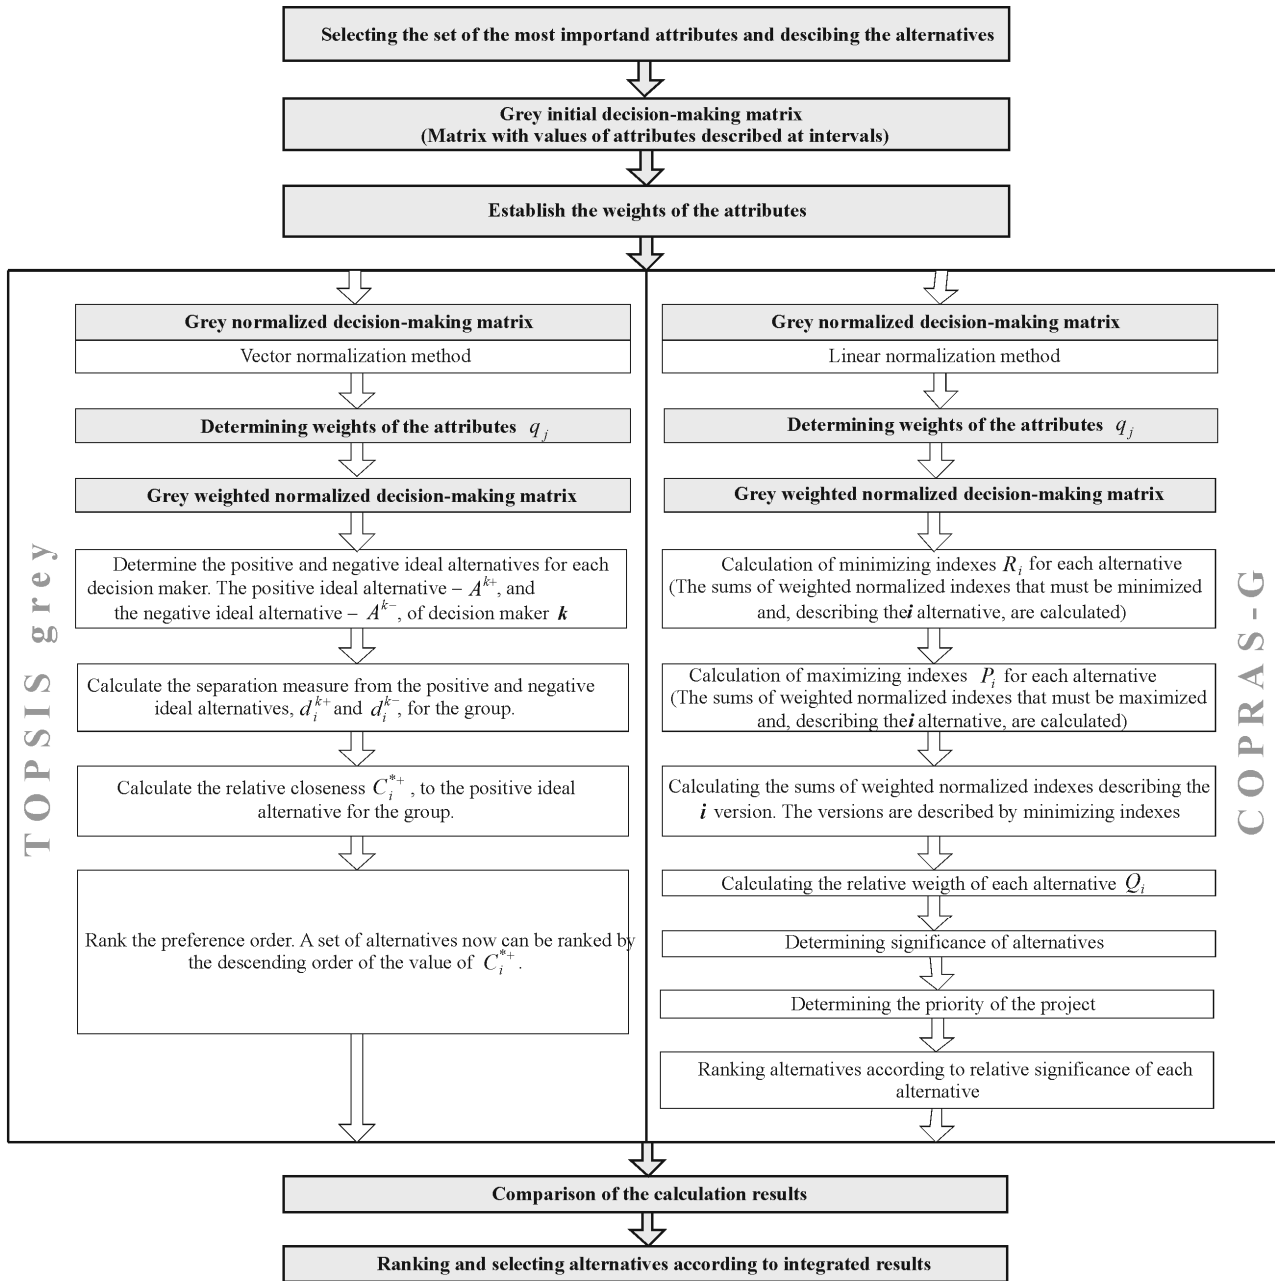 Selecting the set of the most importand attributes and descibing the alternatives
Grey initial decision-making matrix
(Matrix with values of attributes described at intervals)
Establish the weights of the attributes
TOPSIS grey
Grey normalized decision-making matrix
Vector normalization method
Determining weights of the attributes q_j
Grey weighted normalized decision-making matrix
Determine the positive and negative ideal alternatives for each
decision maker. The positive ideal alternative – A^{k+}, and
the negative ideal alternative – A^{k−}, of decision maker k
Calculate the separation measure from the positive and negative
ideal alternatives, d_i^{k+} and d_i^{k−}, for the group.
Calculate the relative closeness C_i^{*+}, to the positive ideal
alternative for the group.
Rank the preference order. A set of alternatives now can be ranked by
the descending order of the value of C_i^{*+}.
Grey normalized decision-making matrix
Linear normalization method
Determining weights of the attributes q_j
Grey weighted normalized decision-making matrix
Calculation of minimizing indexes R_i for each alternative
(The sums of weighted normalized indexes that must be minimized
and, describing the i alternative, are calculated)
Calculation of maximizing indexes P_i for each alternative
(The sums of weighted normalized indexes that must be maximized
and, describing the i alternative, are calculated)
Calculating the sums of weighted normalized indexes describing the
i version. The versions are described by minimizing indexes
Calculating the relative weigth of each alternative Q_i
Determining significance of alternatives
Determining the priority of the project
Ranking alternatives according to relative significance of each
alternative
COPRAS-G
Comparison of the calculation results
Ranking and selecting alternatives according to integrated results